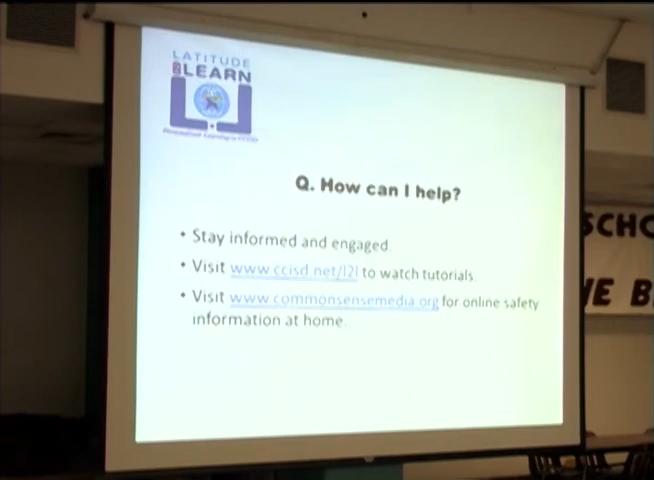 LATITUDE
2 LEARN
Q. How can I help?
• Stay informed and engaged.
• Visit www.ccisd.net/l2l to watch tutorials.
• Visit www.commonsensemedia.org for online safety
information at home.
SCHO
E B